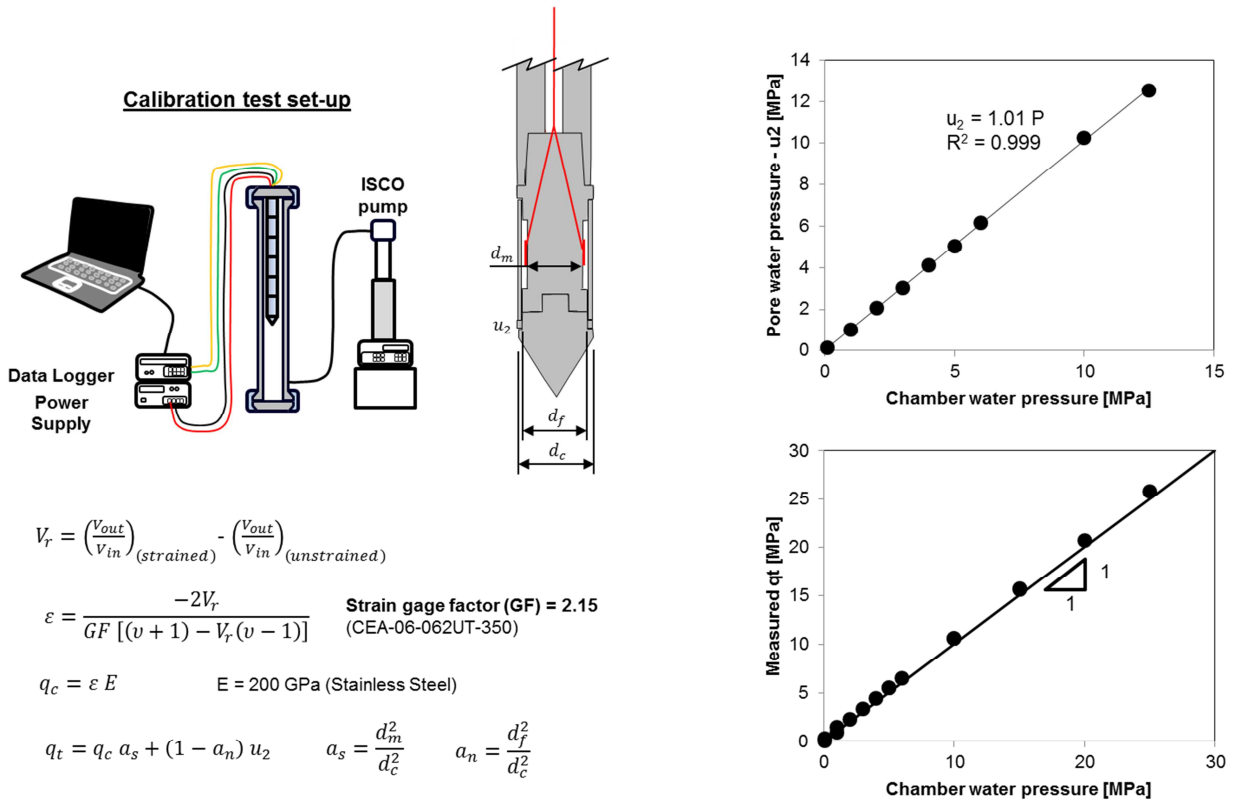 Calibration test set-up
ISCO
pump
Data Logger
Power
Supply
d_m
u_2
d_f
d_c
V_r = (V_out/V_in)_(strained) - (V_out/V_in)_(unstrained)
ε = −2V_r / GF [(υ + 1) − V_r(υ − 1)]
Strain gage factor (GF) = 2.15
(CEA-06-062UT-350)
q_c = ε E
E = 200 GPa (Stainless Steel)
q_t = q_c a_s + (1 − a_n) u_2
a_s = d_m^2/d_c^2
a_n = d_f^2/d_c^2
Pore water pressure - u2 [MPa]
14
12
10
8
6
4
2
0
u_2 = 1.01 P
R^2 = 0.999
0 5 10 15
Chamber water pressure [MPa]
Measured qt [MPa]
30
25
20
15
10
5
0
1
1
0 10 20 30
Chamber water pressure [MPa]